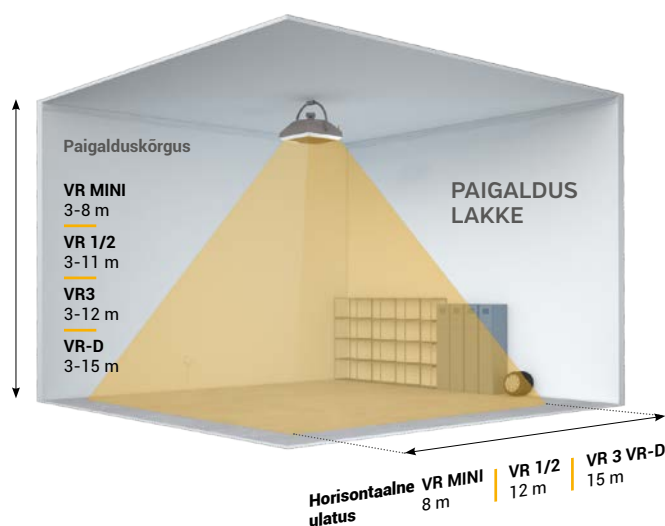 Paigalduskõrgus
VR MINI
3-8 m
VR 1/2
3-11 m
VR3
3-12 m
VR-D
3-15 m
PAIGALDUS
LAKKE
Horisontaalne
ulatus
VR MINI
8 m
VR 1/2
12 m
VR 3 VR-D
15 m